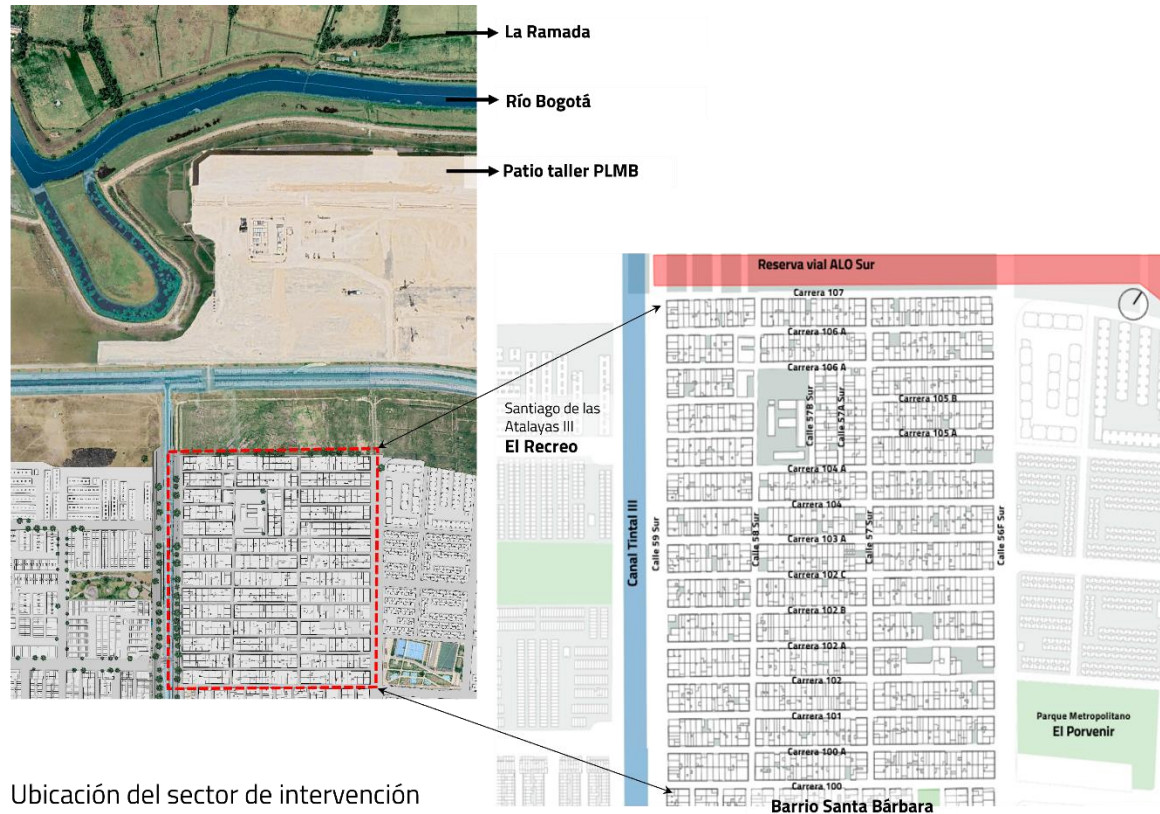 La Ramada
Río Bogotá
Patio taller PLMB
Reserva vial ALO Sur
Carrera 107
Carrera 106 A
Carrera 106 A
Calle 57B Sur
Calle 57A Sur
Carrera 105 B
Santiago de las
Atalayas III
El Recreo
Carrera 105 A
Carrera 104 A
Carrera 104
Canal Tintal III
Calle 59 Sur
Calle 58 Sur
Calle 57 Sur
Calle 56F Sur
Carrera 103 A
Carrera 102 C
Carrera 102 B
Carrera 102 A
Carrera 102
Carrera 101
Parque Metropolitano
El Porvenir
Carrera 100 A
Carrera 100
Barrio Santa Bárbara
Ubicación del sector de intervención